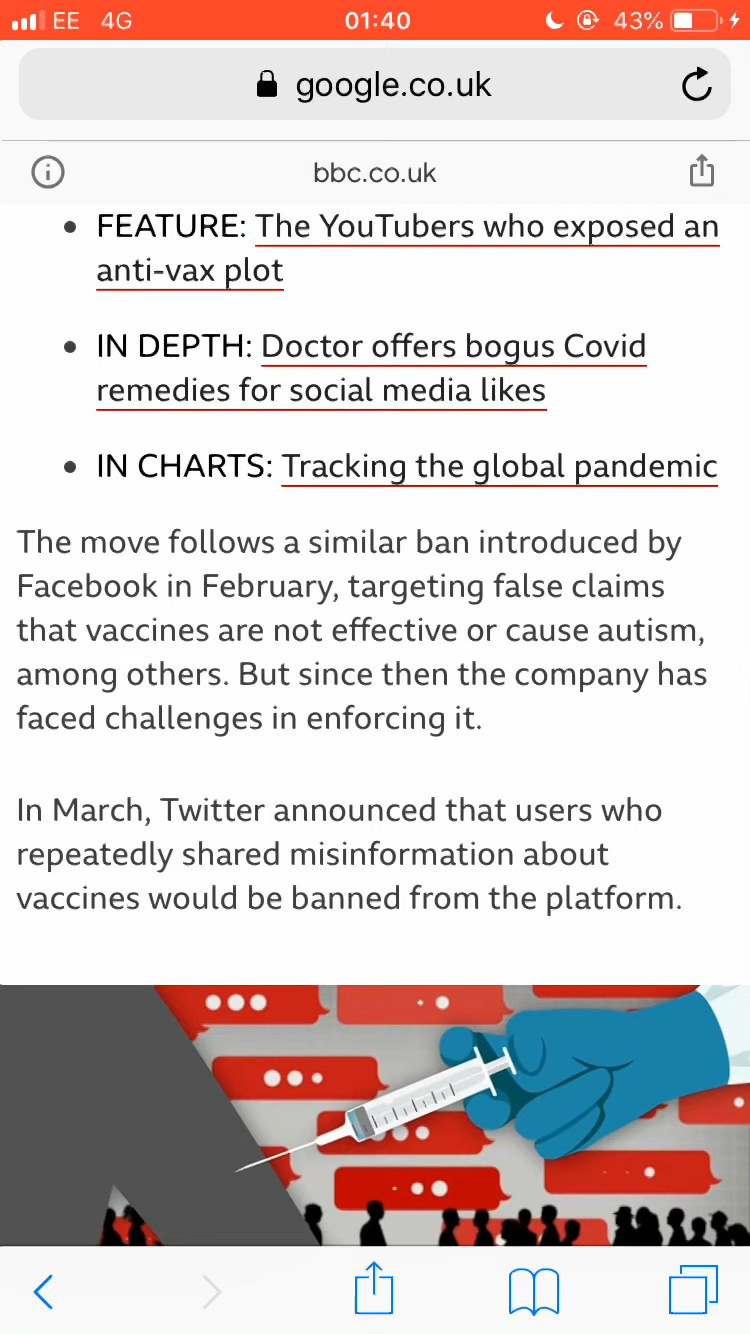 EE 4G 01:40 43%
google.co.uk
bbc.co.uk
• FEATURE: The YouTubers who exposed an
anti-vax plot
• IN DEPTH: Doctor offers bogus Covid
remedies for social media likes
• IN CHARTS: Tracking the global pandemic
The move follows a similar ban introduced by
Facebook in February, targeting false claims
that vaccines are not effective or cause autism,
among others. But since then the company has
faced challenges in enforcing it.
In March, Twitter announced that users who
repeatedly shared misinformation about
vaccines would be banned from the platform.